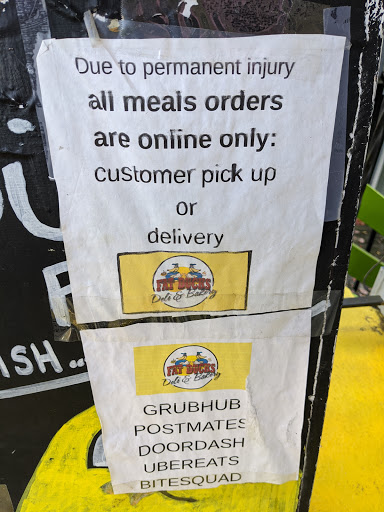 Due to permanent injury
all meals orders
are online only:
customer pick up
or
delivery
FAT DUCKS
Deli & Bakery
FAT DUCKS
Deli & Bakery
ISH...
GRUBHUB
POSTMATES
DOORDASH
UBEREATS
BITESQUAD